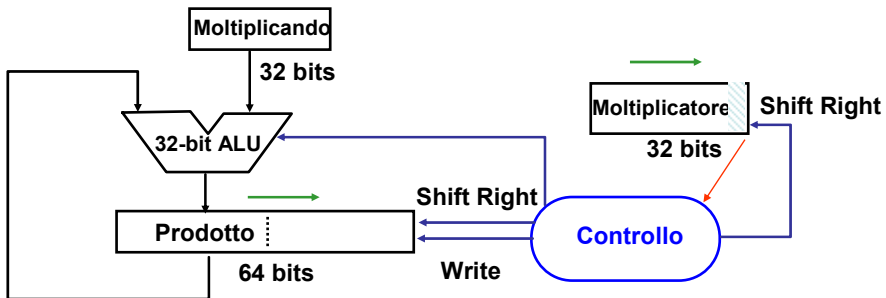 Moltiplicando
32 bits
Moltiplicatore
Shift Right
32-bit ALU
32 bits
Shift Right
Prodotto
Controllo
64 bits
Write